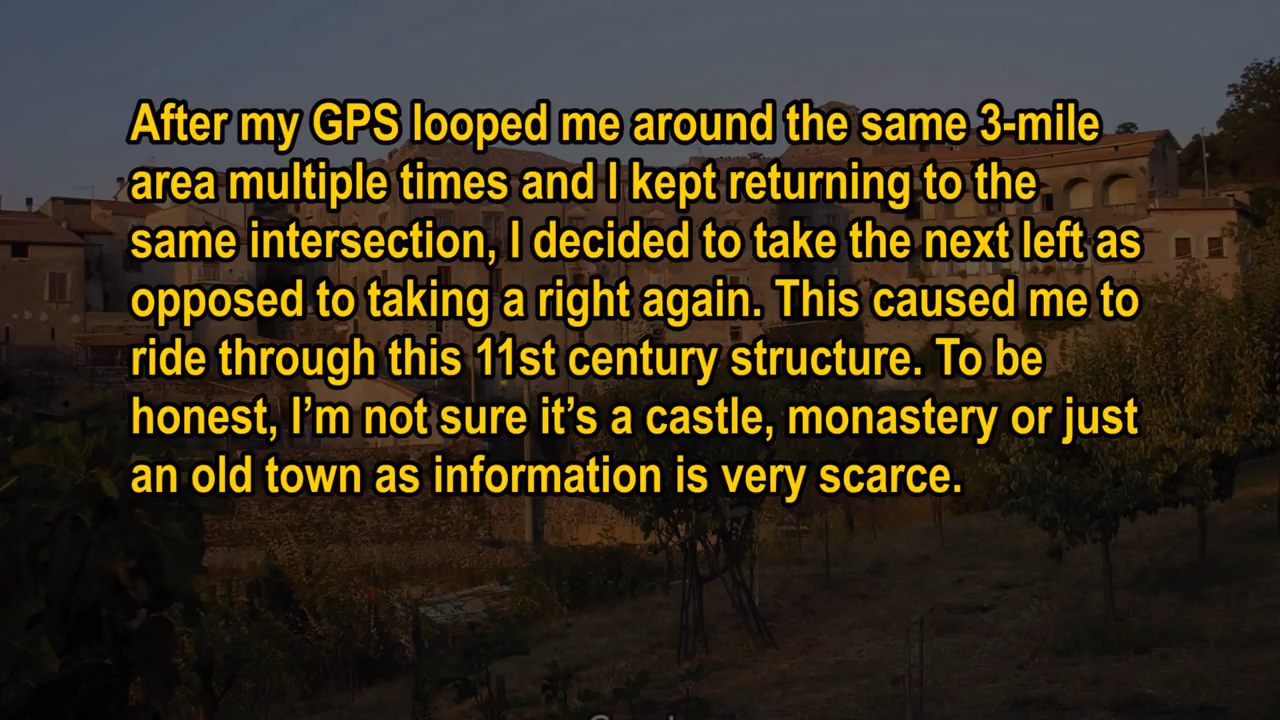 After my GPS looped me around the same 3-mile
area multiple times and I kept returning to the
same intersection, I decided to take the next left as
opposed to taking a right again. This caused me to
ride through this 11st century structure. To be
honest, I'm not sure it's a castle, monastery or just
an old town as information is very scarce.